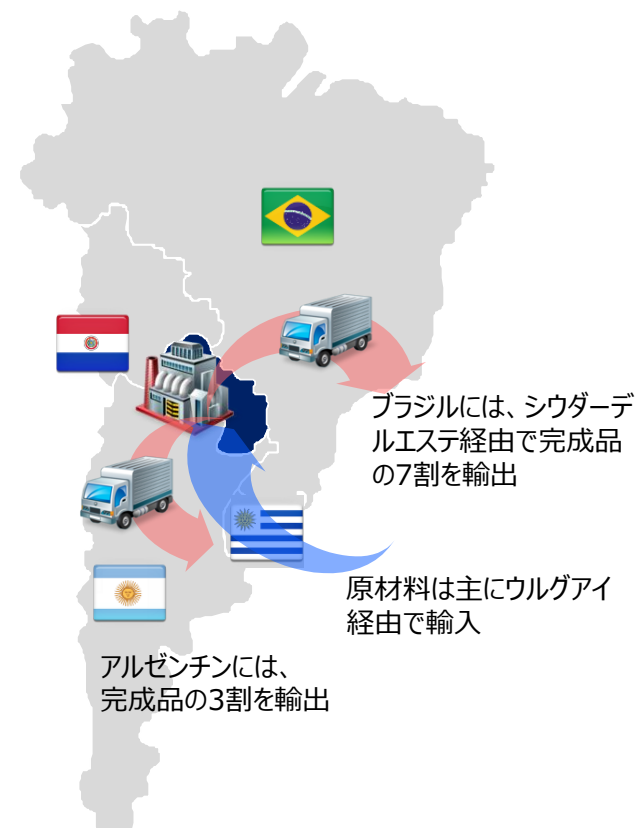 ブラジルには、シウダーデ
ルエステ経由で完成品
の7割を輸出
原材料は主にウルグアイ
経由で輸入
アルゼンチンには、
完成品の3割を輸出